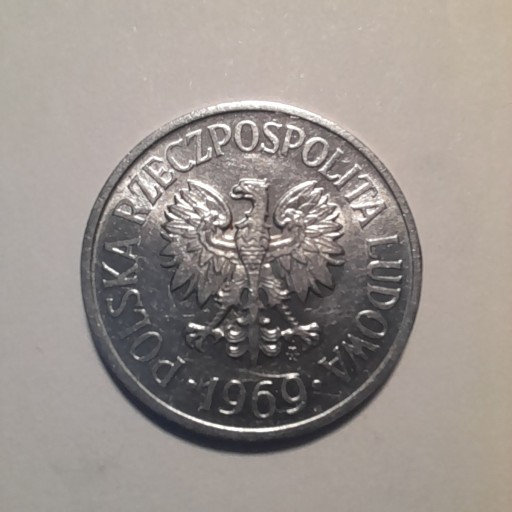 POLSKA RZECZPOSPOLITA LUDOWA
· 1969 ·